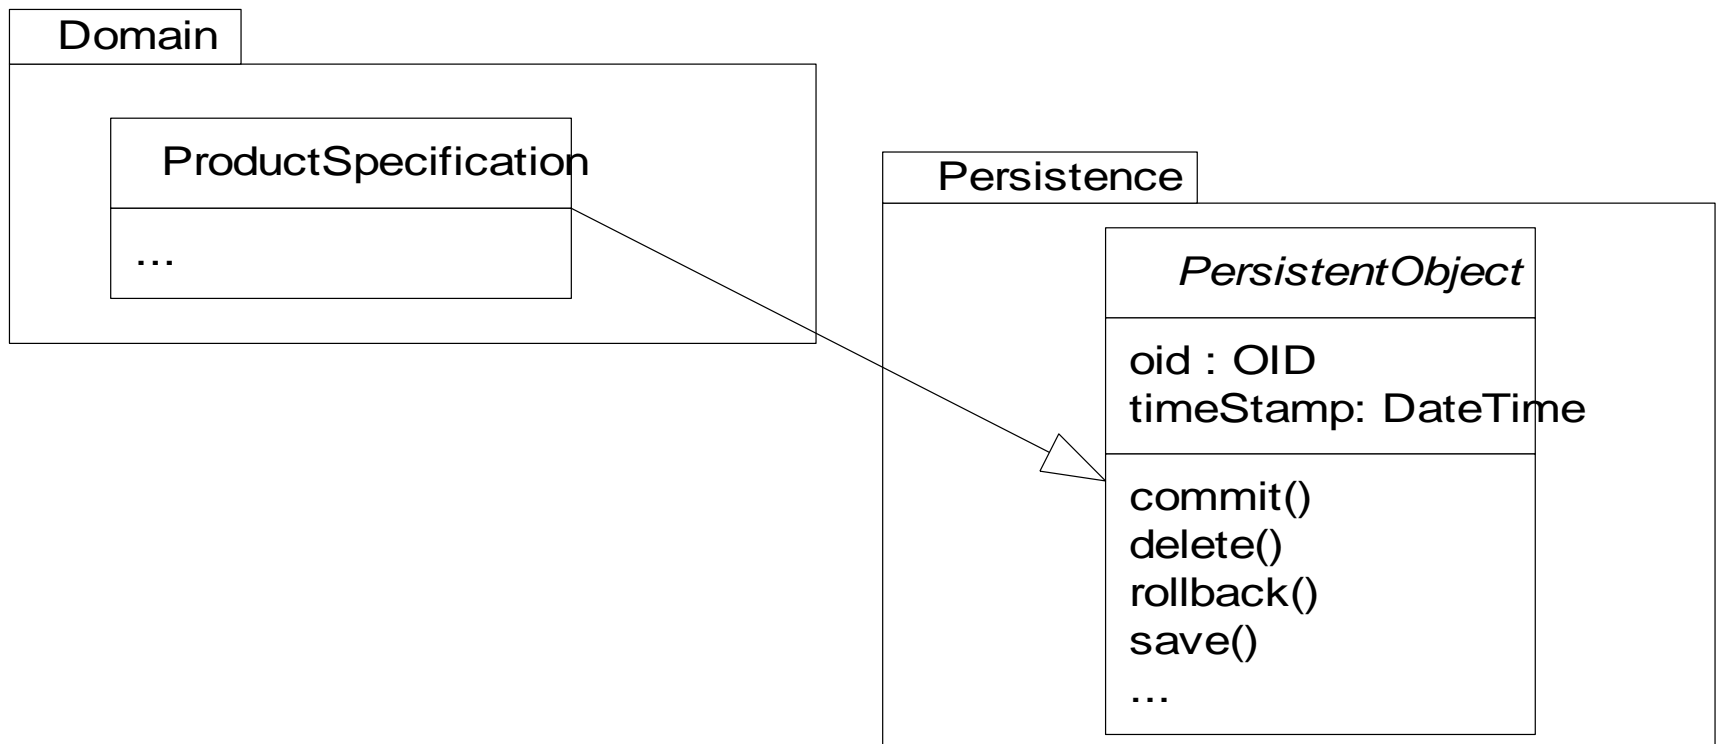 Domain
ProductSpecification
...
Persistence
PersistentObject
oid : OID
timeStamp: DateTime
commit()
delete()
rollback()
save()
...